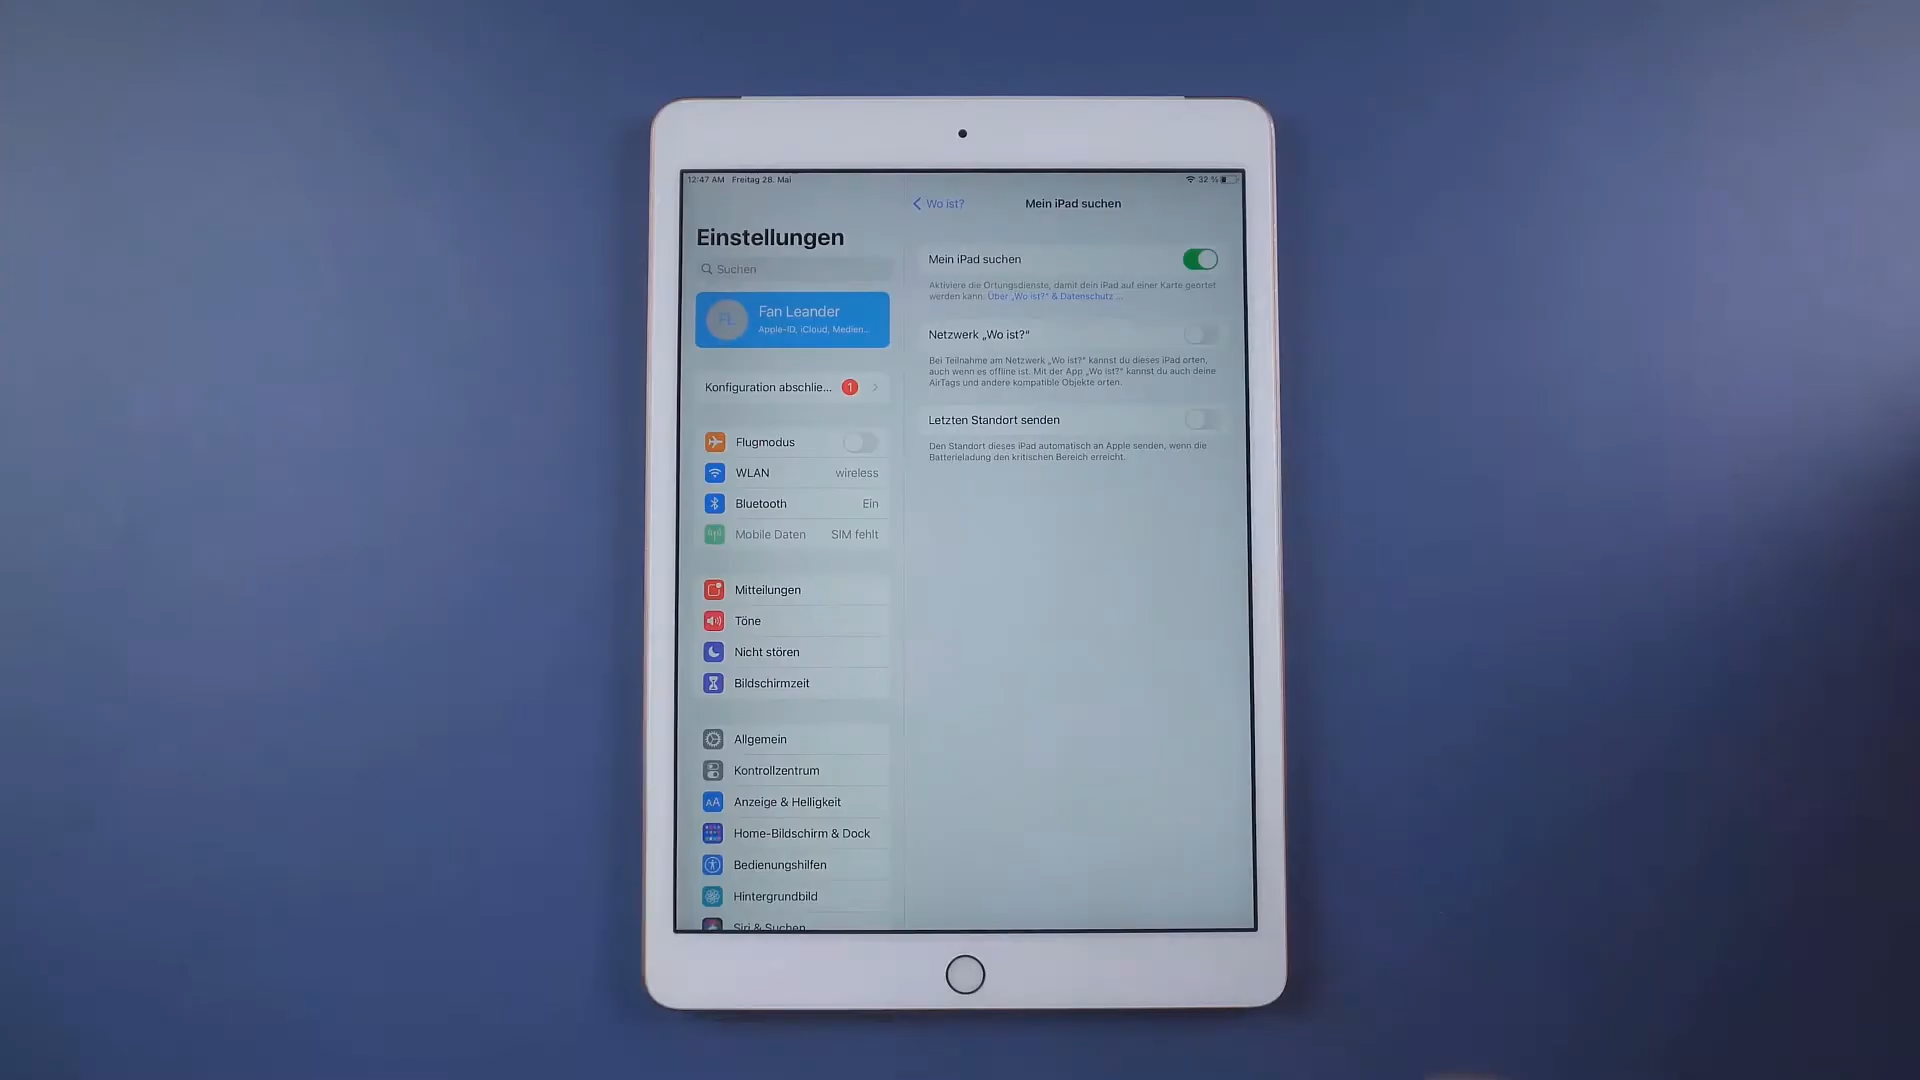 12:47 AM Freitag 28. Mai
32 %
Einstellungen
Suchen
FL
Fan Leander
Apple-ID, iCloud, Medien...
Konfiguration abschlie... 1
Flugmodus
WLAN wireless
Bluetooth Ein
Mobile Daten SIM fehlt
Mitteilungen
Töne
Nicht stören
Bildschirmzeit
Allgemein
Kontrollzentrum
AA Anzeige & Helligkeit
Home-Bildschirm & Dock
Bedienungshilfen
Hintergrundbild
Siri & Suchen
Wo ist? Mein iPad suchen
Mein iPad suchen
Aktiviere die Ortungsdienste, damit dein iPad auf einer Karte geortet
werden kann. Über „Wo ist?“ & Datenschutz ...
Netzwerk „Wo ist?“
Bei Teilnahme am Netzwerk „Wo ist?“ kannst du dieses iPad orten,
auch wenn es offline ist. Mit der App „Wo ist?“ kannst du auch deine
AirTags und andere kompatible Objekte orten.
Letzten Standort senden
Den Standort dieses iPad automatisch an Apple senden, wenn die
Batterieladung den kritischen Bereich erreicht.